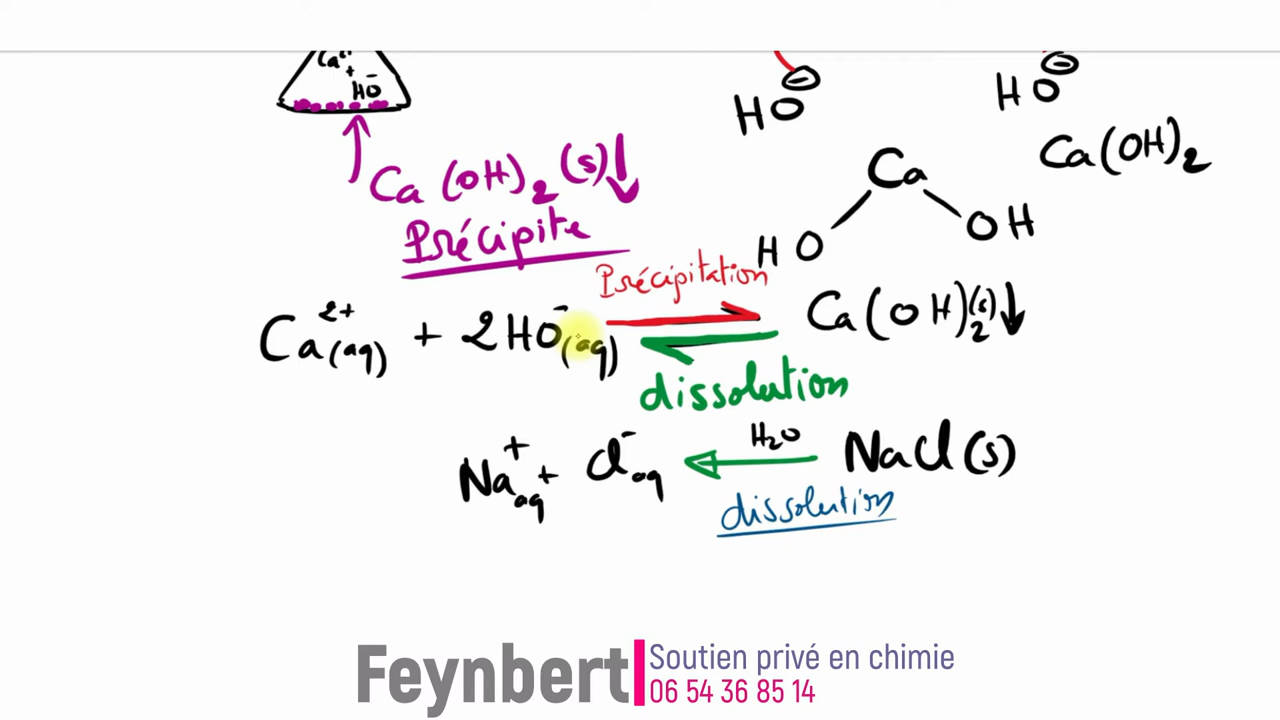 Ca²⁺
+
HO⁻
HO⁻
HO⁻
Ca(OH)₂
Ca (OH)₂ (s)↓
Précipite
Ca
HO OH
Précipitation
Ca²⁺(aq) + 2HO⁻(aq) ⇌ Ca(OH)₂(s)↓
dissolution
Na⁺aq + Cl⁻aq ← H₂O NaCl(s)
dissolution
Feynbert
Soutien privé en chimie
06 54 36 85 14